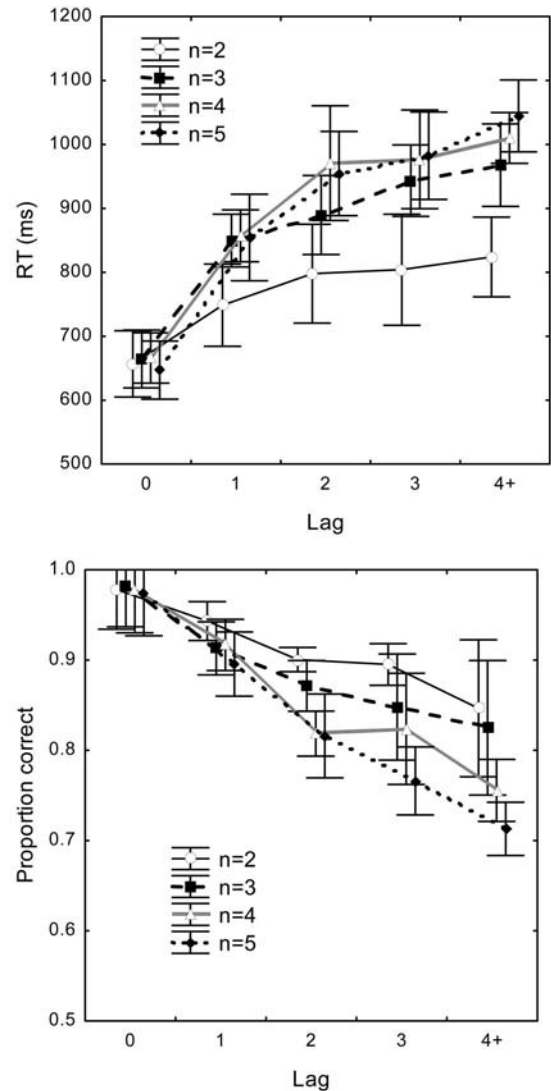 1200
1100
1000
900
800
700
600
500
RT (ms)
n=2
n=3
n=4
n=5
0 1 2 3 4+
Lag
1.0
0.9
0.8
0.7
0.6
0.5
Proportion correct
n=2
n=3
n=4
n=5
0 1 2 3 4+
Lag